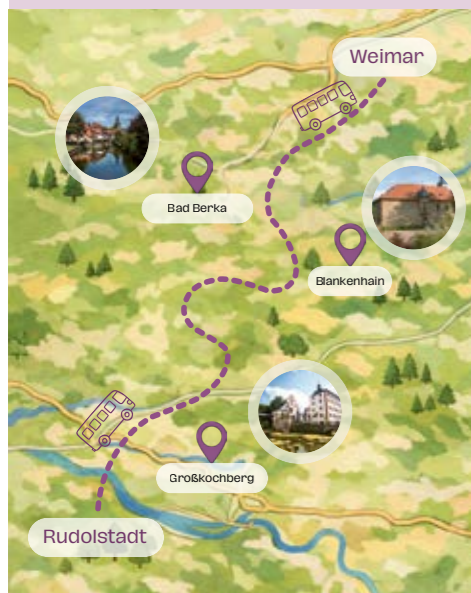 Weimar
Bad Berka
Blankenhain
Großkochberg
Rudolstadt